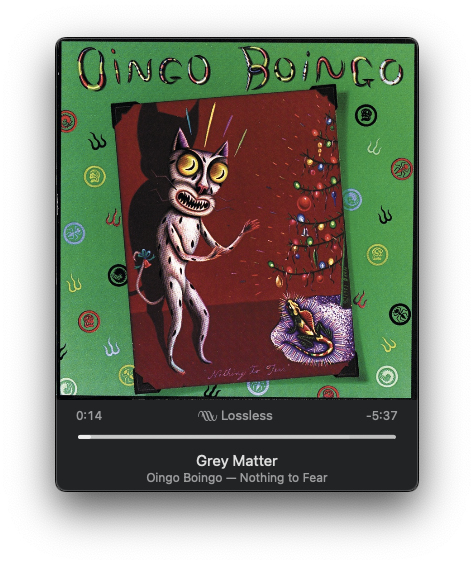 OiNGO BOiNGO
Nothing To Fear
0:14 Lossless -5:37
Grey Matter
Oingo Boingo — Nothing to Fear